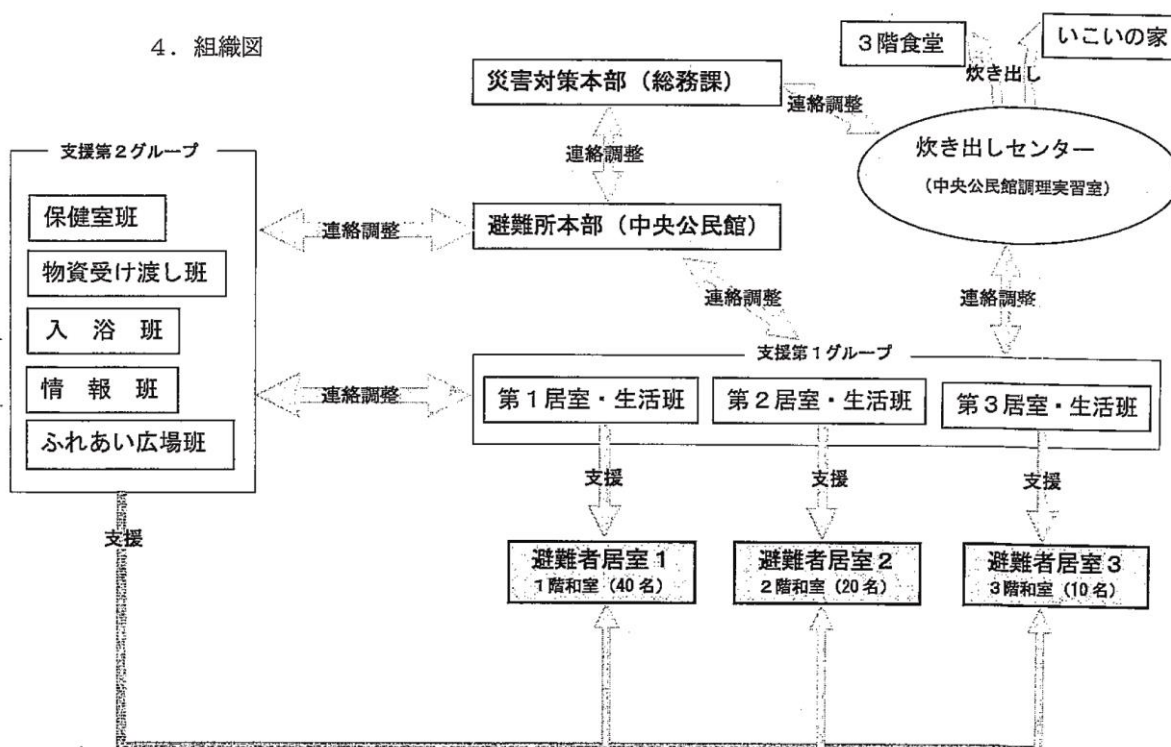 4．組織図
3階食堂
いこいの家
炊き出し
災害対策本部（総務課）
連絡調整
炊き出しセンター
（中央公民館調理実習室）
連絡調整
支援第2グループ
保健室班
物資受け渡し班
入　浴　班
情　報　班
ふれあい広場班
連絡調整
避難所本部（中央公民館）
連絡調整
連絡調整
支援第1グループ
連絡調整
第1居室・生活班
第2居室・生活班
第3居室・生活班
支援
支援
支援
支援
避難者居室1
1階和室（40名）
避難者居室2
2階和室（20名）
避難者居室3
3階和室（10名）